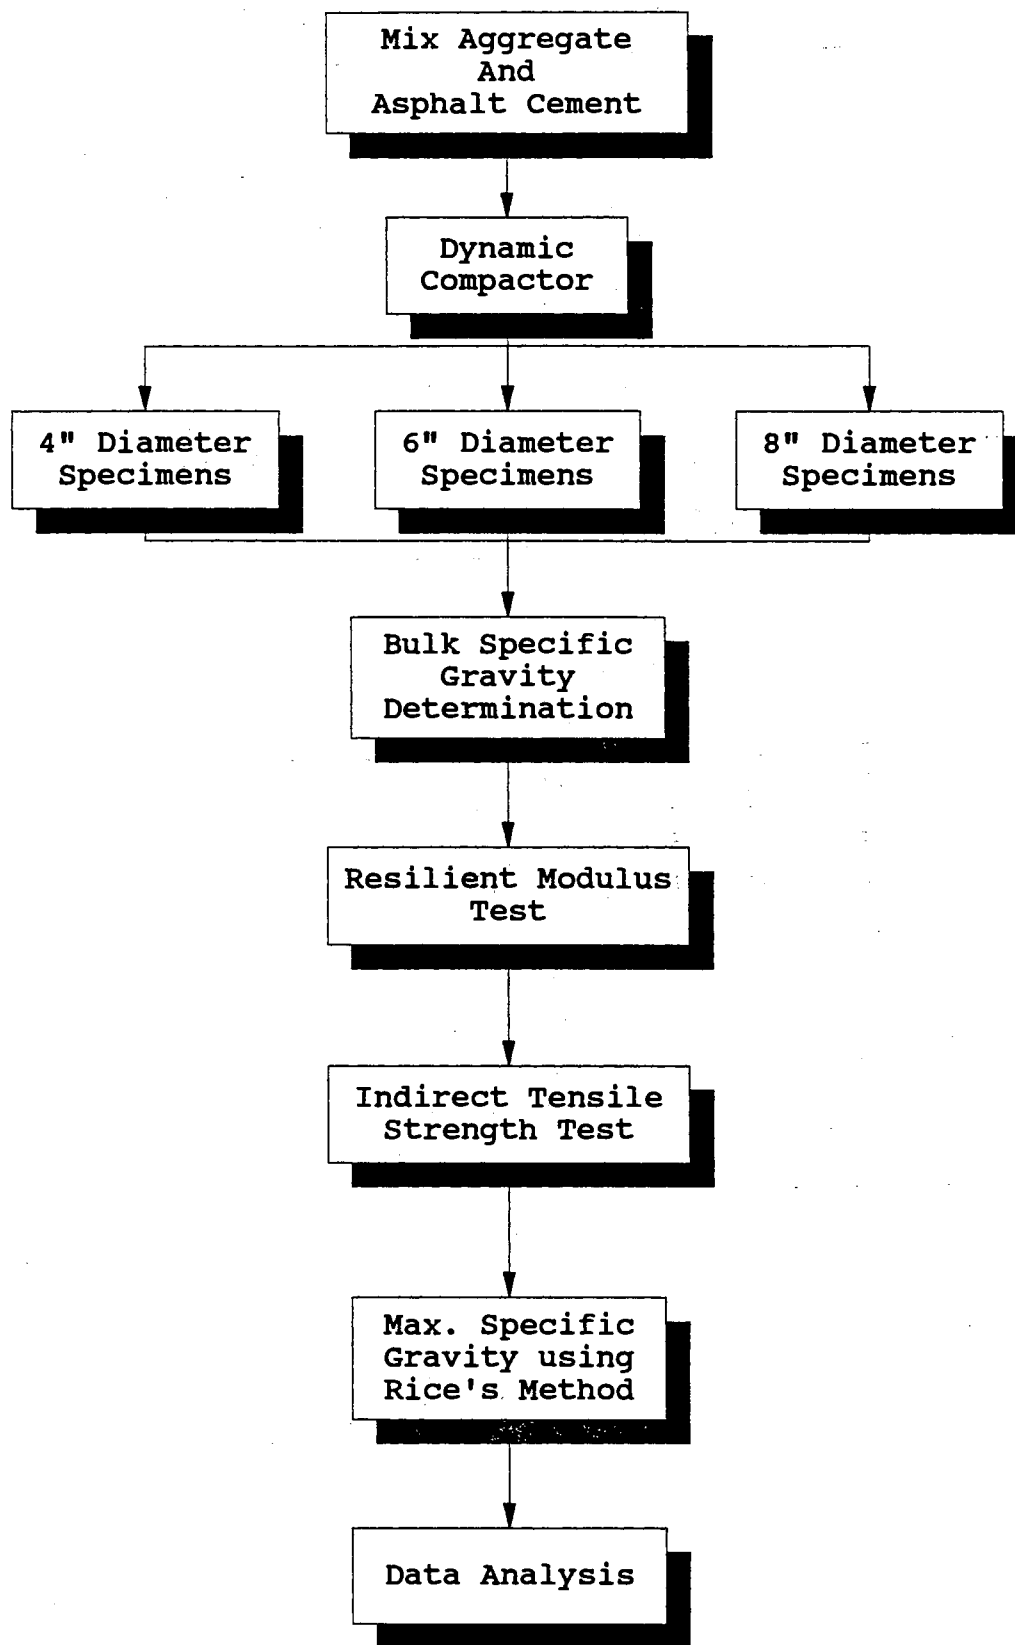 Mix Aggregate
And
Asphalt Cement
Dynamic
Compactor
4" Diameter
Specimens
6" Diameter
Specimens
8" Diameter
Specimens
Bulk Specific
Gravity
Determination
Resilient Modulus
Test
Indirect Tensile
Strength Test
Max. Specific
Gravity using
Rice's Method
Data Analysis